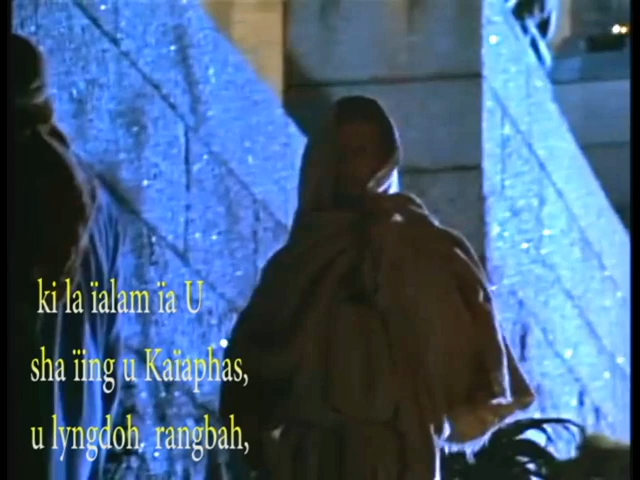 ki la ïalam ïa U
sha ïing u Kaïaphas,
u lyngdoh, rangbah,